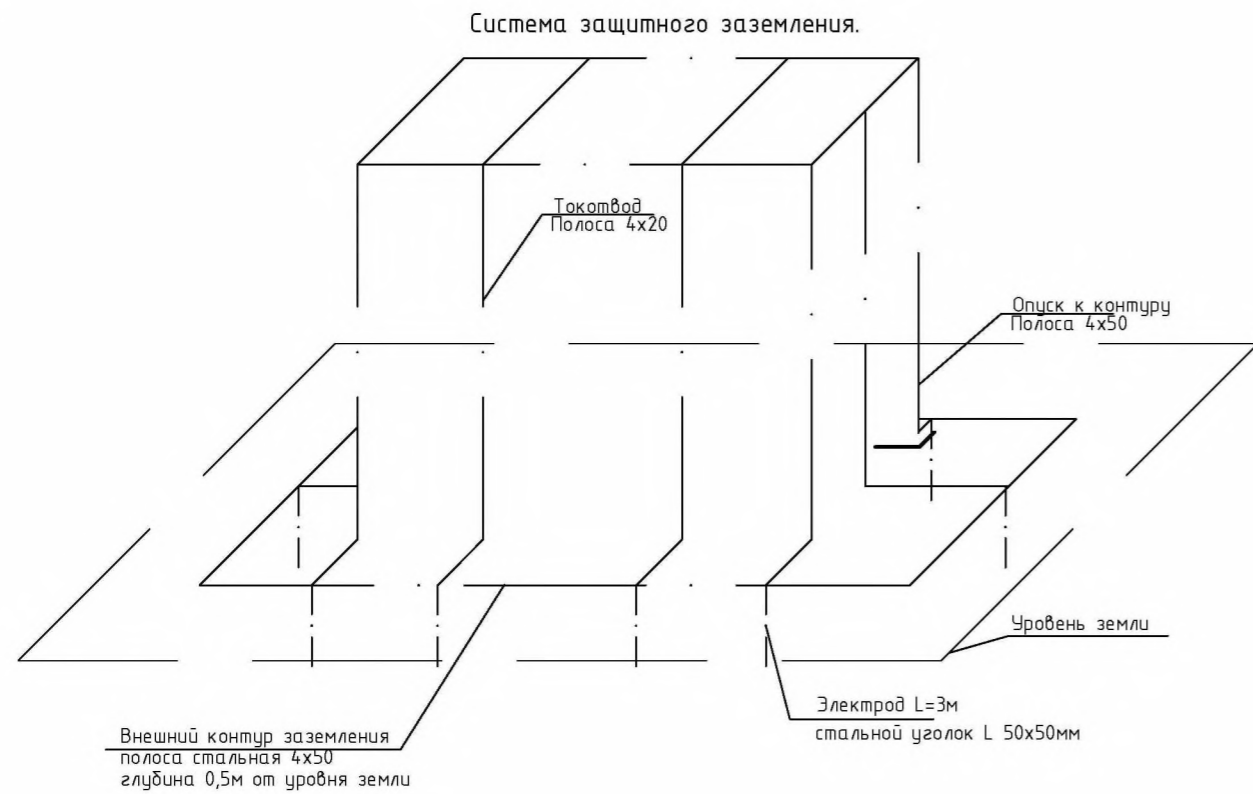 Система защитного заземления.
Токотвод
Полоса 4х20
Опуск к контуру
Полоса 4х50
Уровень земли
Электрод L=3м
стальной уголок L 50х50мм
Внешний контур заземления
полоса стальная 4х50
глубина 0,5м от уровня земли